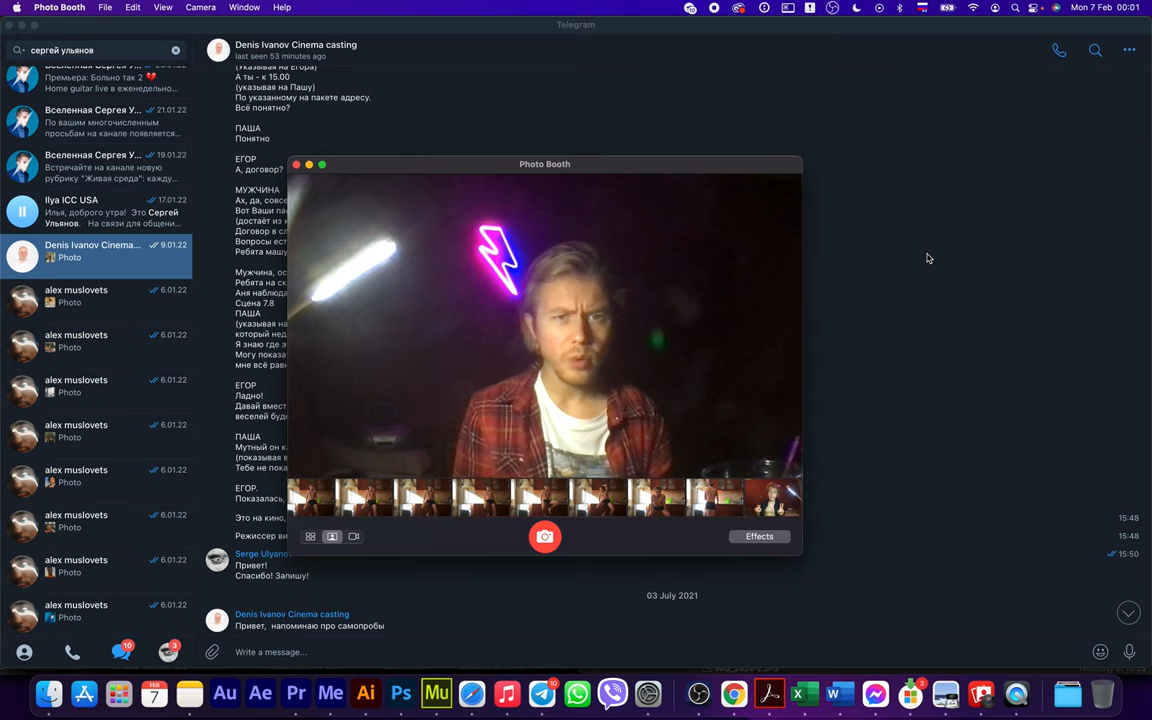 Photo Booth File Edit View Camera Window Help
Mon 7 Feb 00:01
Telegram
сергей ульянов
Denis Ivanov Cinema casting
last seen 53 minutes ago
Премьера: Больно так 2
Home guitar live в еженедельно...
Вселенная Сергея У... 21.01.22
По вашим многочисленным
просьбам на канале появляется...
Вселенная Сергея У... 19.01.22
Встречайте на канале новую
рубрику "Живая среда": кажду...
Ilya ICC USA 17.01.22
Илья, доброго утра! Это Сергей
Ульянов. На связи для общени...
Denis Ivanov Cinema... 9.01.22
Photo
alex muslovets 6.01.22
Photo
alex muslovets 6.01.22
Photo
alex muslovets 6.01.22
Photo
alex muslovets 6.01.22
Photo
alex muslovets 6.01.22
Photo
alex muslovets 6.01.22
Photo
alex muslovets 6.01.22
Photo
alex muslovets 6.01.22
Photo
10
3
(указывая на Егора)
А ты - к 15.00
(указывая на Пашу)
По указанному на пакете адресу.
Всё понятно?
ПАША
Понятно
ЕГОР
А, договор?
МУЖЧИНА
Ах, да, совсе
Вот Ваши па
(достаёт из
Договор в сл
Вопросы ест
Ребята машу
Мужчина, ос
Ребята на ск
Аня наблюда
Сцена 7.8
ПАША
(указывая на
который нед
Я знаю где э
Могу показа
мне всё равн
ЕГОР
Ладно!
Давай вмест
веселей буд
ПАША
Мутный он к
(показывая в
Тебе не пока
ЕГОР.
Показалась,
Это на кино,
15:48
Режиссер ви
15:48
Serge Ulyano
15:50
Привет!
Спасибо! Запишу!
03 July 2021
Denis Ivanov Cinema casting
Привет, напоминаю про самопробы
Write a message...
Photo Booth
Effects
FEB
7
Au Ae Pr Me Ai Ps Mu
10
3